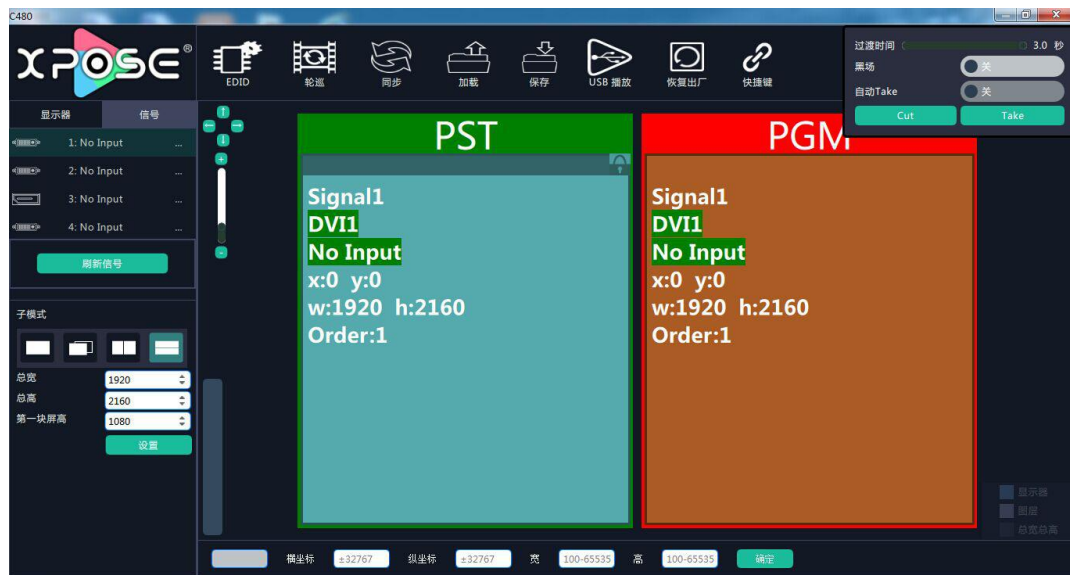 C480
XPOSE®
EDID
轮巡
同步
加载
保存
USB 播放
恢复出厂
快捷键
过渡时间
3.0 秒
黑场
关
自动Take
关
Cut
Take
显示器
信号
1: No Input ...
2: No Input ...
3: No Input ...
4: No Input ...
刷新信号
子模式
总宽
1920
总高
2160
第一块屏高
1080
设置
PST
Signal1
DVI1
No Input
x:0 y:0
w:1920 h:2160
Order:1
PGM
Signal1
DVI1
No Input
x:0 y:0
w:1920 h:2160
Order:1
显示器
图层
总宽总高
横坐标
±32767
纵坐标
±32767
宽
100-65535
高
100-65535
确定